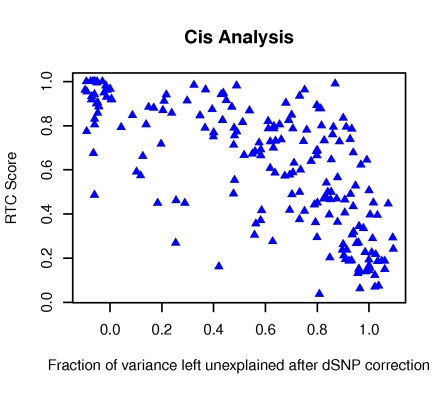 Cis Analysis
RTC Score
1.0
0.8
0.6
0.4
0.2
0.0
0.0 0.2 0.4 0.6 0.8 1.0
Fraction of variance left unexplained after dSNP correction